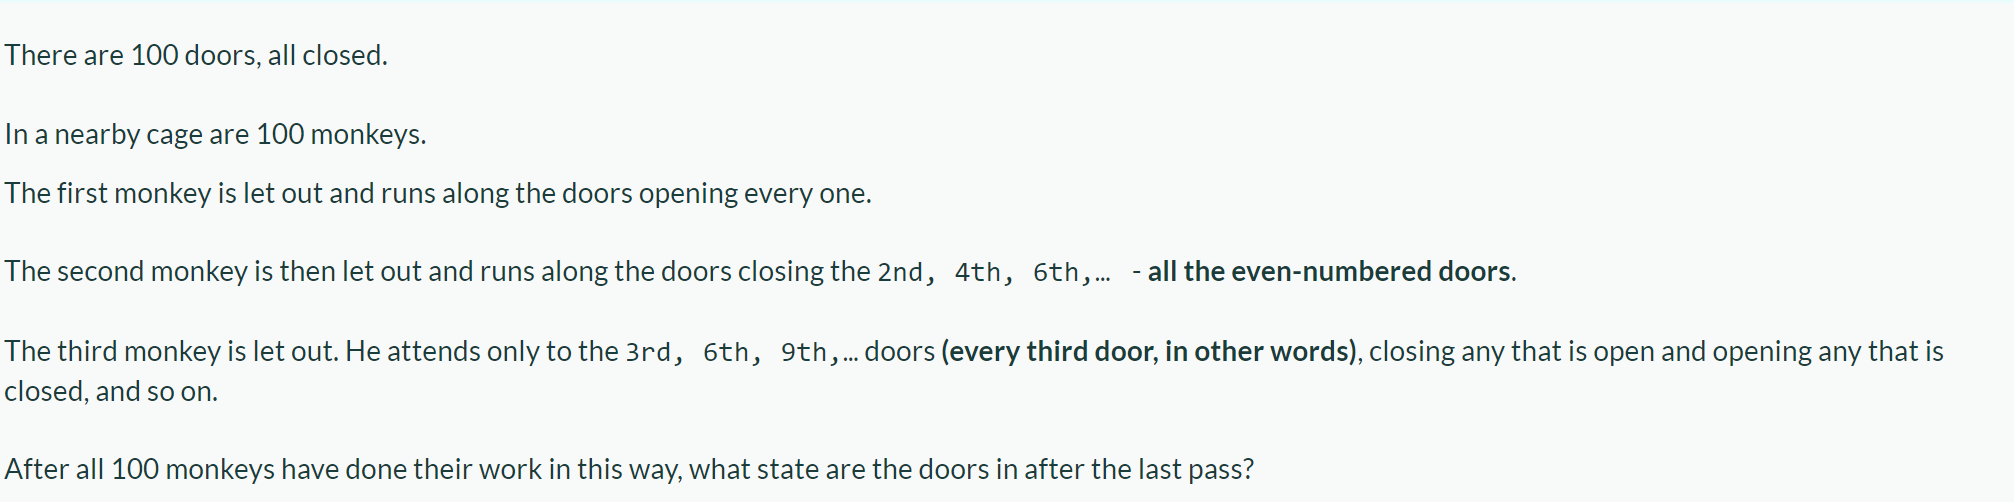 There are 100 doors, all closed.
In a nearby cage are 100 monkeys.
The first monkey is let out and runs along the doors opening every one.
The second monkey is then let out and runs along the doors closing the 2nd, 4th, 6th,… - all the even-numbered doors.
The third monkey is let out. He attends only to the 3rd, 6th, 9th,… doors (every third door, in other words), closing any that is open and opening any that is
closed, and so on.
After all 100 monkeys have done their work in this way, what state are the doors in after the last pass?